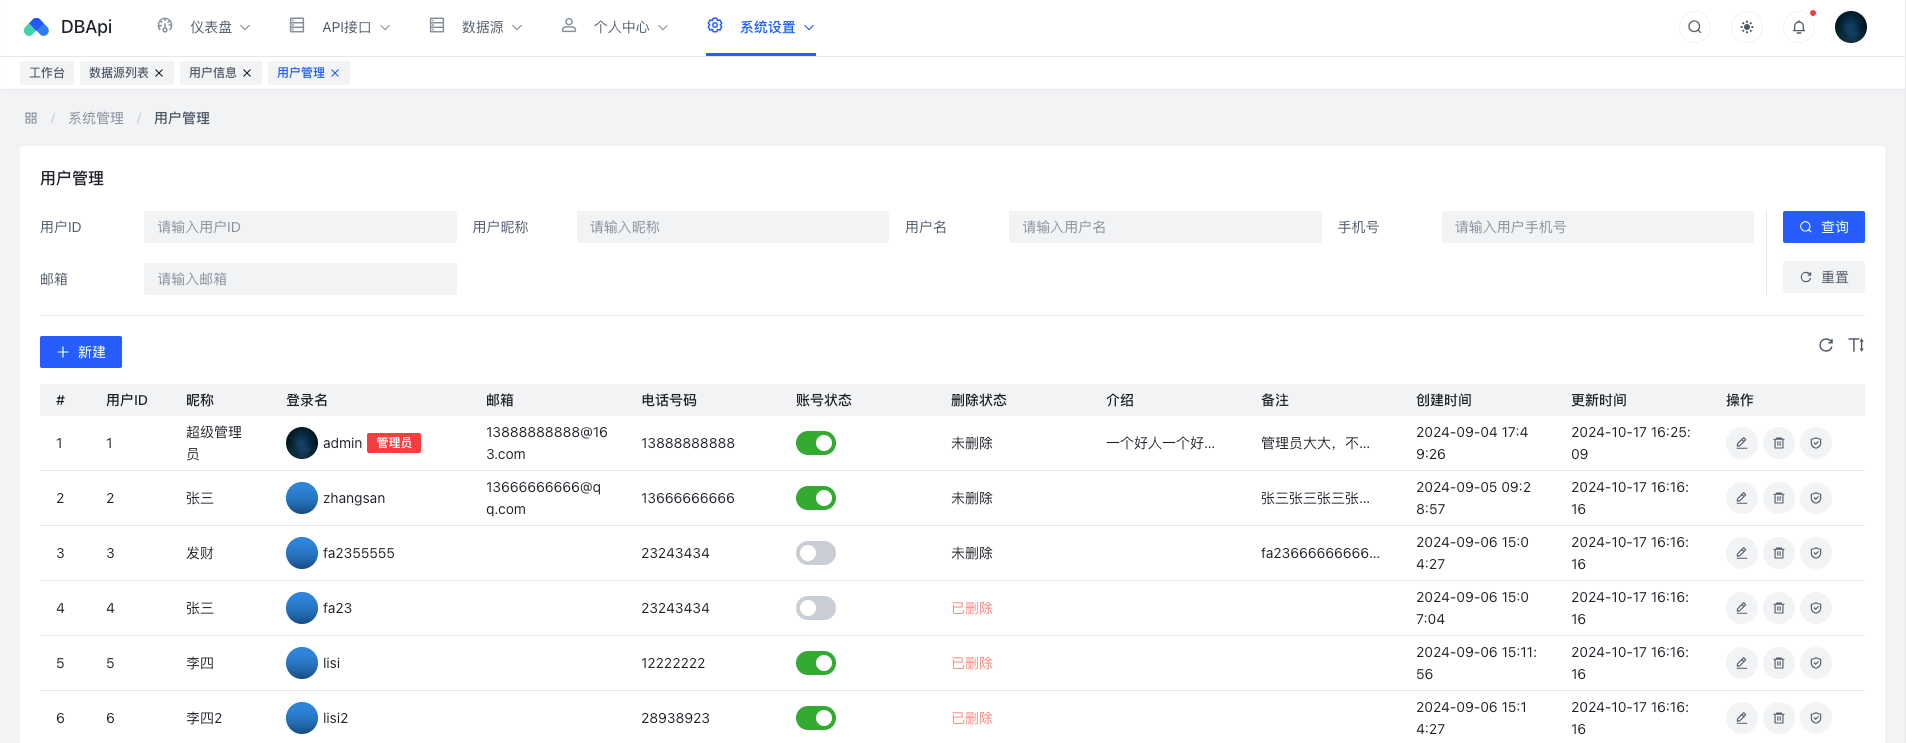 DBApi 仪表盘 API接口 数据源 个人中心 系统设置
工作台 数据源列表 用户信息 用户管理
/ 系统管理 / 用户管理
用户管理
用户ID 请输入用户ID 用户昵称 请输入昵称 用户名 请输入用户名 手机号 请输入用户手机号 查询
邮箱 请输入邮箱 重置
新建
# 用户ID 昵称 登录名 邮箱 电话号码 账号状态 删除状态 介绍 备注 创建时间 更新时间 操作
1 1 超级管理员 admin 管理员 13888888888@163.com 13888888888 未删除 一个好人一个好... 管理员大大，不... 2024-09-04 17:49:26 2024-10-17 16:25:09
2 2 张三 zhangsan 13666666666@qq.com 13666666666 未删除 张三张三张三张... 2024-09-05 09:28:57 2024-10-17 16:16:16
3 3 发财 fa2355555 23243434 未删除 fa23666666666... 2024-09-06 15:04:27 2024-10-17 16:16:16
4 4 张三 fa23 23243434 已删除 2024-09-06 15:07:04 2024-10-17 16:16:16
5 5 李四 lisi 12222222 已删除 2024-09-06 15:11:56 2024-10-17 16:16:16
6 6 李四2 lisi2 28938923 已删除 2024-09-06 15:14:27 2024-10-17 16:16:16